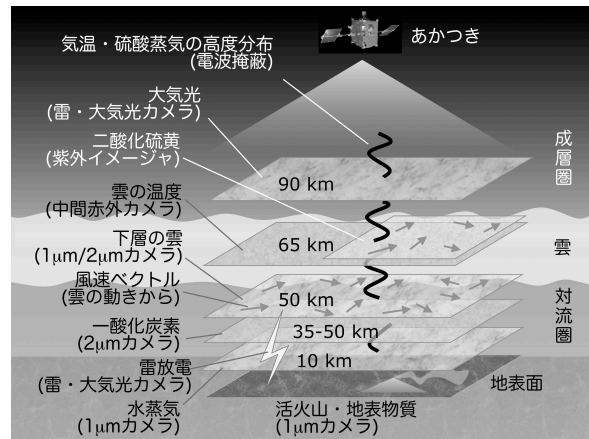 あかつき
気温・硫酸蒸気の高度分布
(電波掩蔽)
大気光
(雷・大気光カメラ)
二酸化硫黄
(紫外イメージャ)
成層圏
90 km
雲の温度
(中間赤外カメラ)
65 km
雲
下層の雲
(1μm/2μmカメラ)
風速ベクトル
(雲の動きから)
50 km
対流圏
一酸化炭素
(2μmカメラ)
35-50 km
雷放電
(雷・大気光カメラ)
10 km
地表面
水蒸気
(1μmカメラ)
活火山・地表物質
(1μmカメラ)